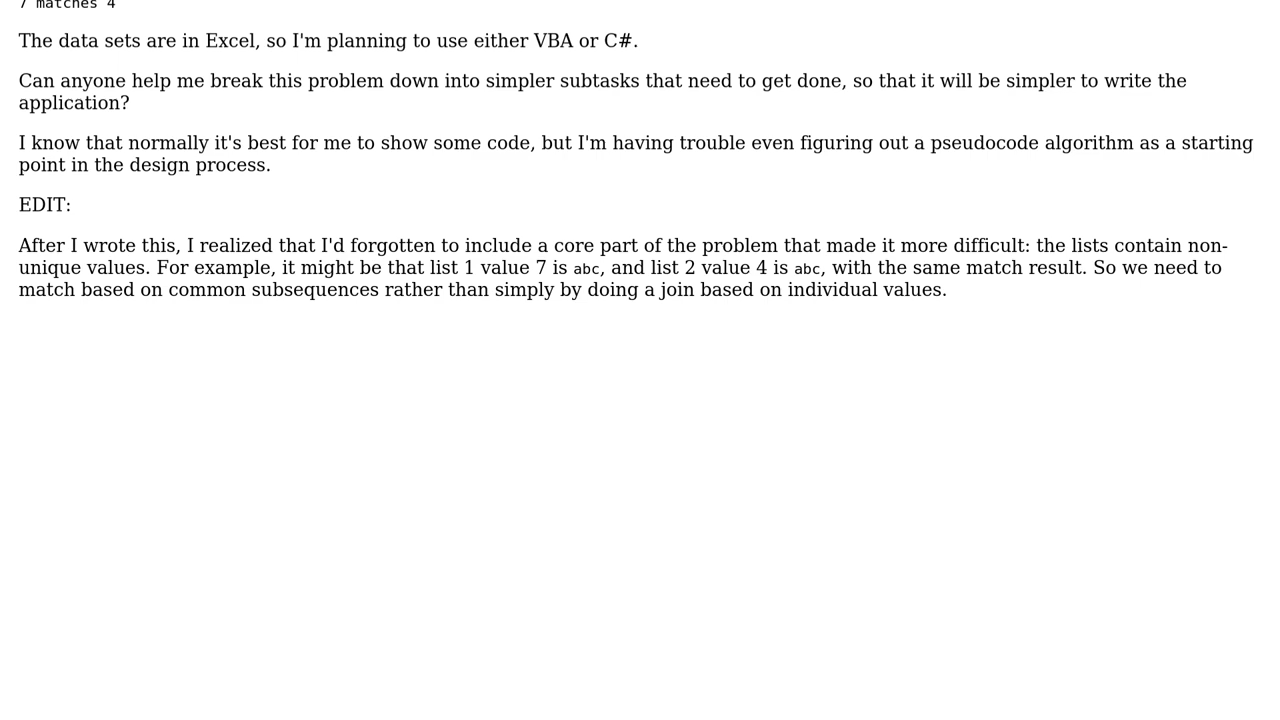 7 matches 4
The data sets are in Excel, so I'm planning to use either VBA or C#.
Can anyone help me break this problem down into simpler subtasks that need to get done, so that it will be simpler to write the
application?
I know that normally it's best for me to show some code, but I'm having trouble even figuring out a pseudocode algorithm as a starting
point in the design process.
EDIT:
After I wrote this, I realized that I'd forgotten to include a core part of the problem that made it more difficult: the lists contain non-
unique values. For example, it might be that list 1 value 7 is abc, and list 2 value 4 is abc, with the same match result. So we need to
match based on common subsequences rather than simply by doing a join based on individual values.